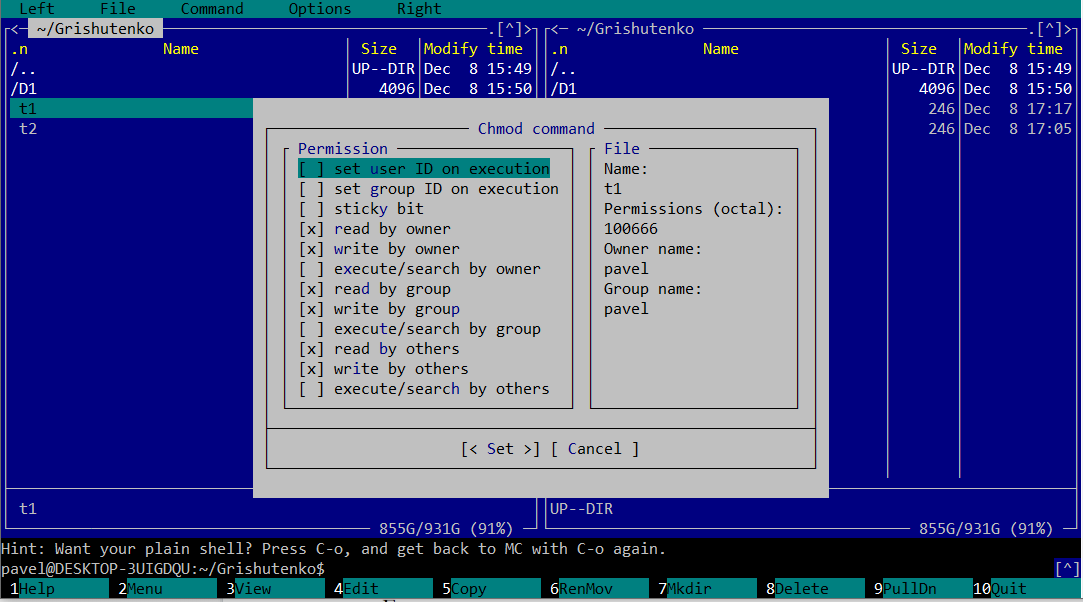 Left File Command Options Right
<─ ~/Grishutenko .[^]> <─ ~/Grishutenko .[^]>
.n Name Size Modify time .n Name Size Modify time
/.. UP--DIR Dec 8 15:49 /.. UP--DIR Dec 8 15:49
/D1 4096 Dec 8 15:50 /D1 4096 Dec 8 15:50
t1 246 Dec 8 17:17
t2 246 Dec 8 17:05
Chmod command
Permission
[ ] set user ID on execution
[ ] set group ID on execution
[ ] sticky bit
[x] read by owner
[x] write by owner
[ ] execute/search by owner
[x] read by group
[x] write by group
[ ] execute/search by group
[x] read by others
[x] write by others
[ ] execute/search by others
File
Name:
t1
Permissions (octal):
100666
Owner name:
pavel
Group name:
pavel
[< Set >] [ Cancel ]
t1 UP--DIR
855G/931G (91%) 855G/931G (91%)
Hint: Want your plain shell? Press C-o, and get back to MC with C-o again.
pavel@DESKTOP-3UIGDQU:~/Grishutenko$ [^]
1Help 2Menu 3View 4Edit 5Copy 6RenMov 7Mkdir 8Delete 9PullDn 10Quit